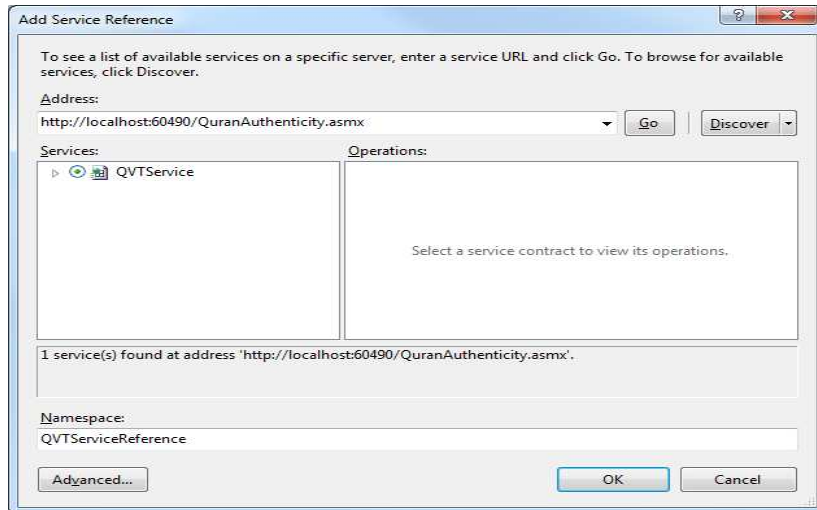 Add Service Reference
To see a list of available services on a specific server, enter a service URL and click Go. To browse for available
services, click Discover.
Address:
http://localhost:60490/QuranAuthenticity.asmx
Go
Discover
Services:
Operations:
QVTService
Select a service contract to view its operations.
1 service(s) found at address 'http://localhost:60490/QuranAuthenticity.asmx'.
Namespace:
QVTServiceReference
Advanced...
OK
Cancel